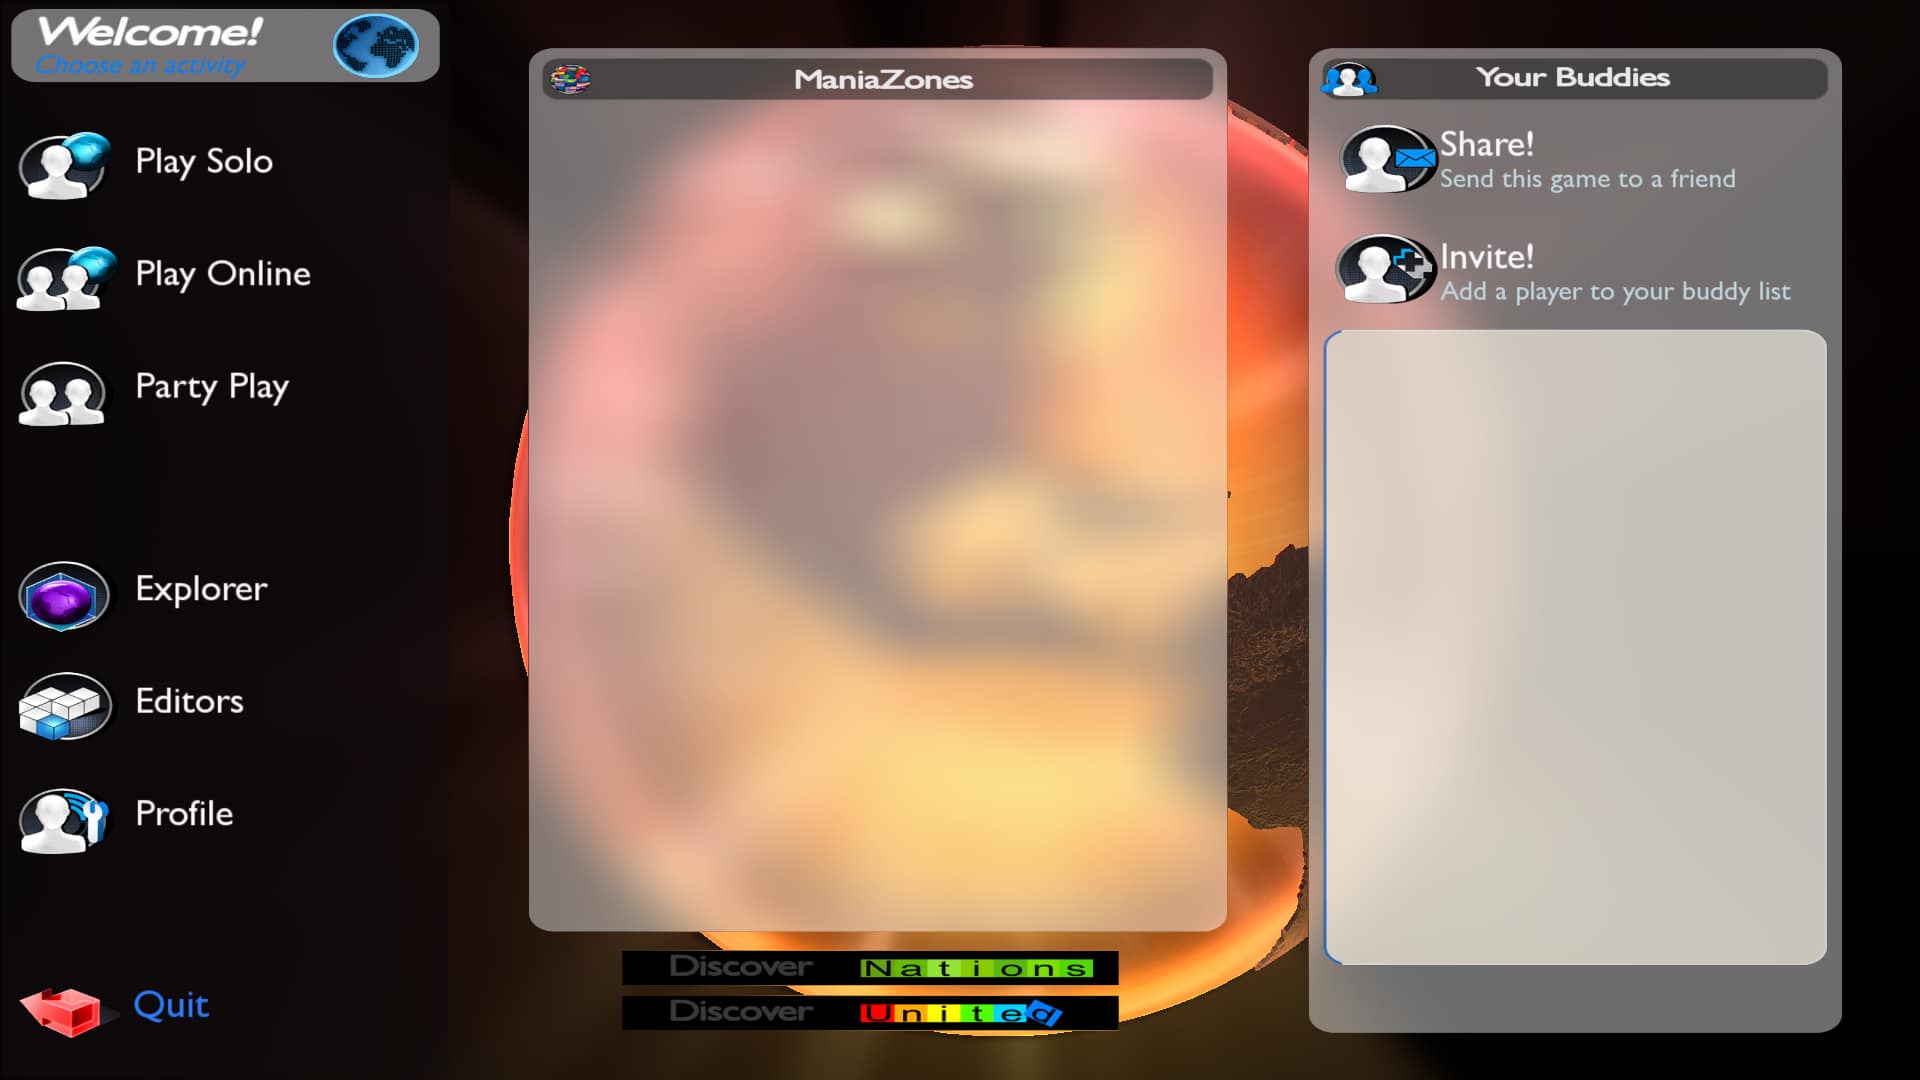 Welcome!
Choose an activity
Play Solo
Play Online
Party Play
Explorer
Editors
Profile
Quit
ManiaZones
Discover Nations
Discover United
Your Buddies
Share!
Send this game to a friend
Invite!
Add a player to your buddy list